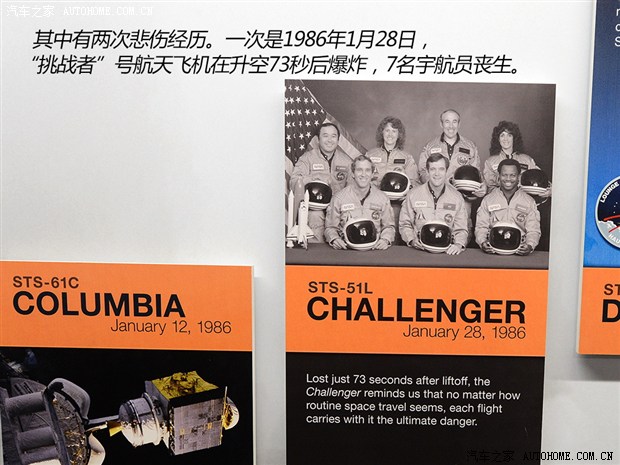 汽车之家 AUTOHOME.COM.CN
其中有两次悲伤经历。一次是1986年1月28日，
“挑战者”号航天飞机在升空73秒后爆炸，7名宇航员丧生。
STS-61C
COLUMBIA
January 12, 1986
STS-51L
CHALLENGER
January 28, 1986
Lost just 73 seconds after liftoff, the
Challenger reminds us that no matter how
routine space travel seems, each flight
carries with it the ultimate danger.
LOUNGE
ST
D
汽车之家 AUTOHOME.COM.CN